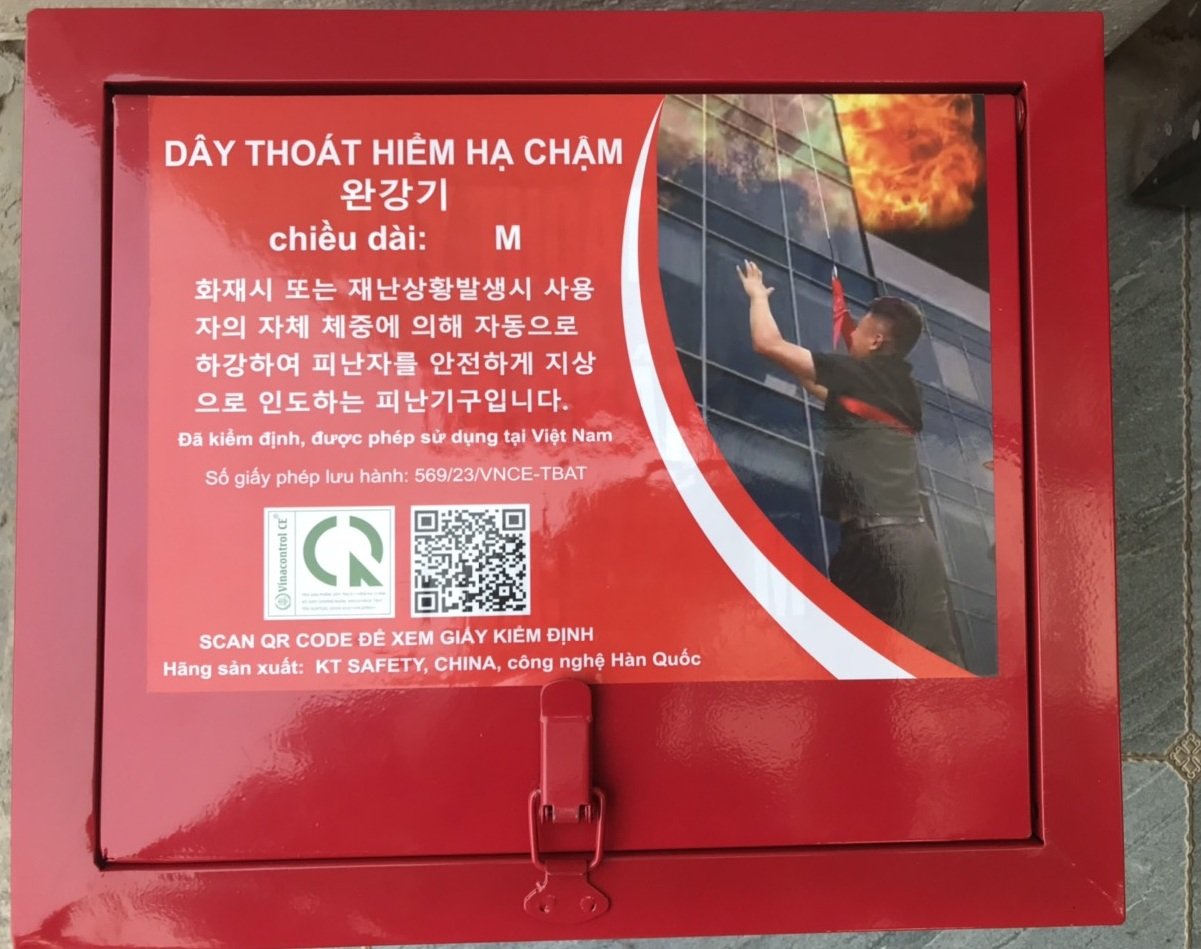 DÂY THOÁT HIỂM HẠ CHẬM
완강기
chiều dài: M
화재시 또는 재난상황발생시 사용
자의 자체 체중에 의해 자동으로
하강하여 피난자를 안전하게 지상
으로 인도하는 피난기구입니다.
Đã kiểm định, được phép sử dụng tại Việt Nam
Số giấy phép lưu hành: 569/23/VNCE-TBAT
Vinacontrol CE®
SCAN QR CODE ĐỂ XEM GIẤY KIỂM ĐỊNH
Hãng sản xuất: KT SAFETY, CHINA, công nghệ Hàn Quốc